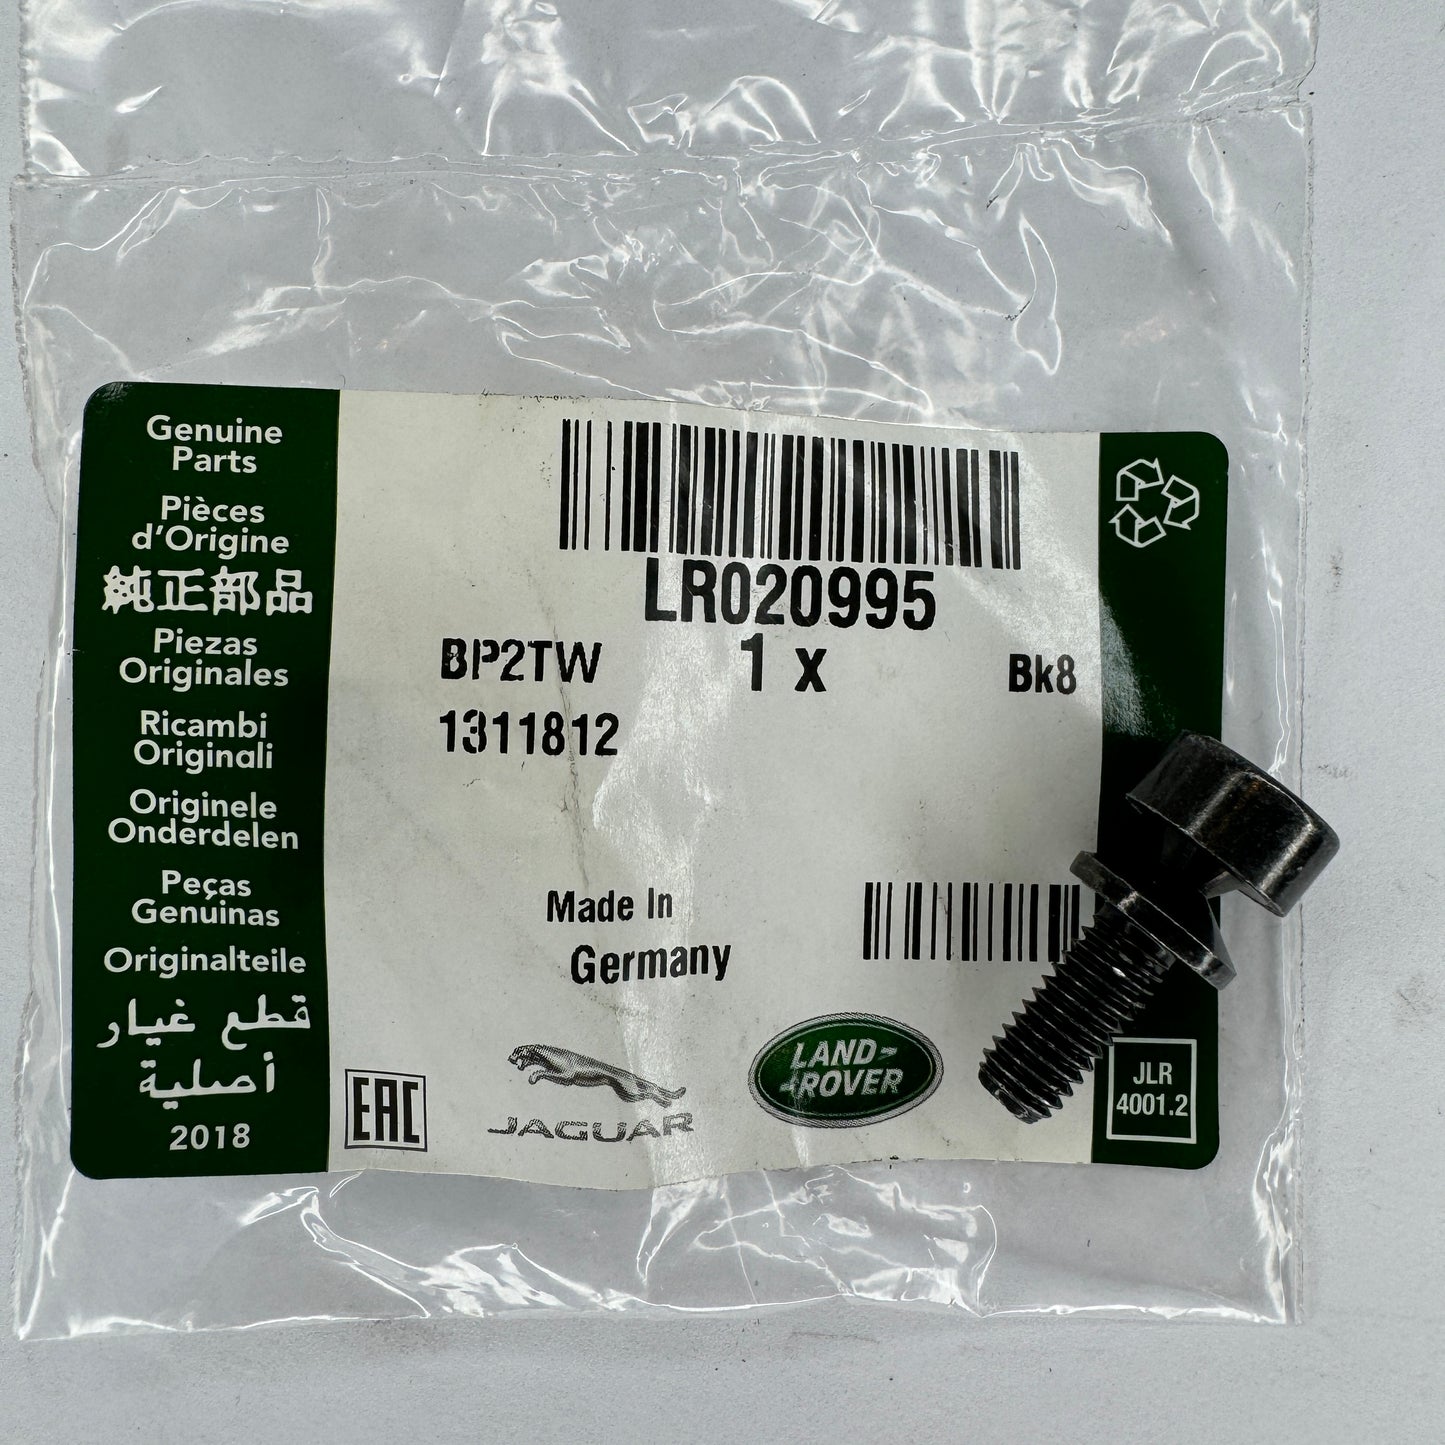 Genuine
Parts
Pièces
d'Origine
純正部品
Piezas
Originales
Ricambi
Originali
Originele
Onderdelen
Peças
Genuinas
Originalteile
قطع غيار
أصلية
2018
LR020995
BP2TW
1 x
Bk8
1311812
Made In
Germany
EAC
JAGUAR
LAND-
ROVER
JLR
4001.2